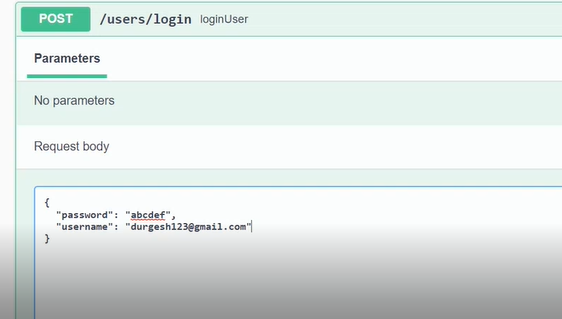 POST /users/login loginUser
Parameters
No parameters
Request body
{
"password": "abcdef",
"username": "durgesh123@gmail.com"
}